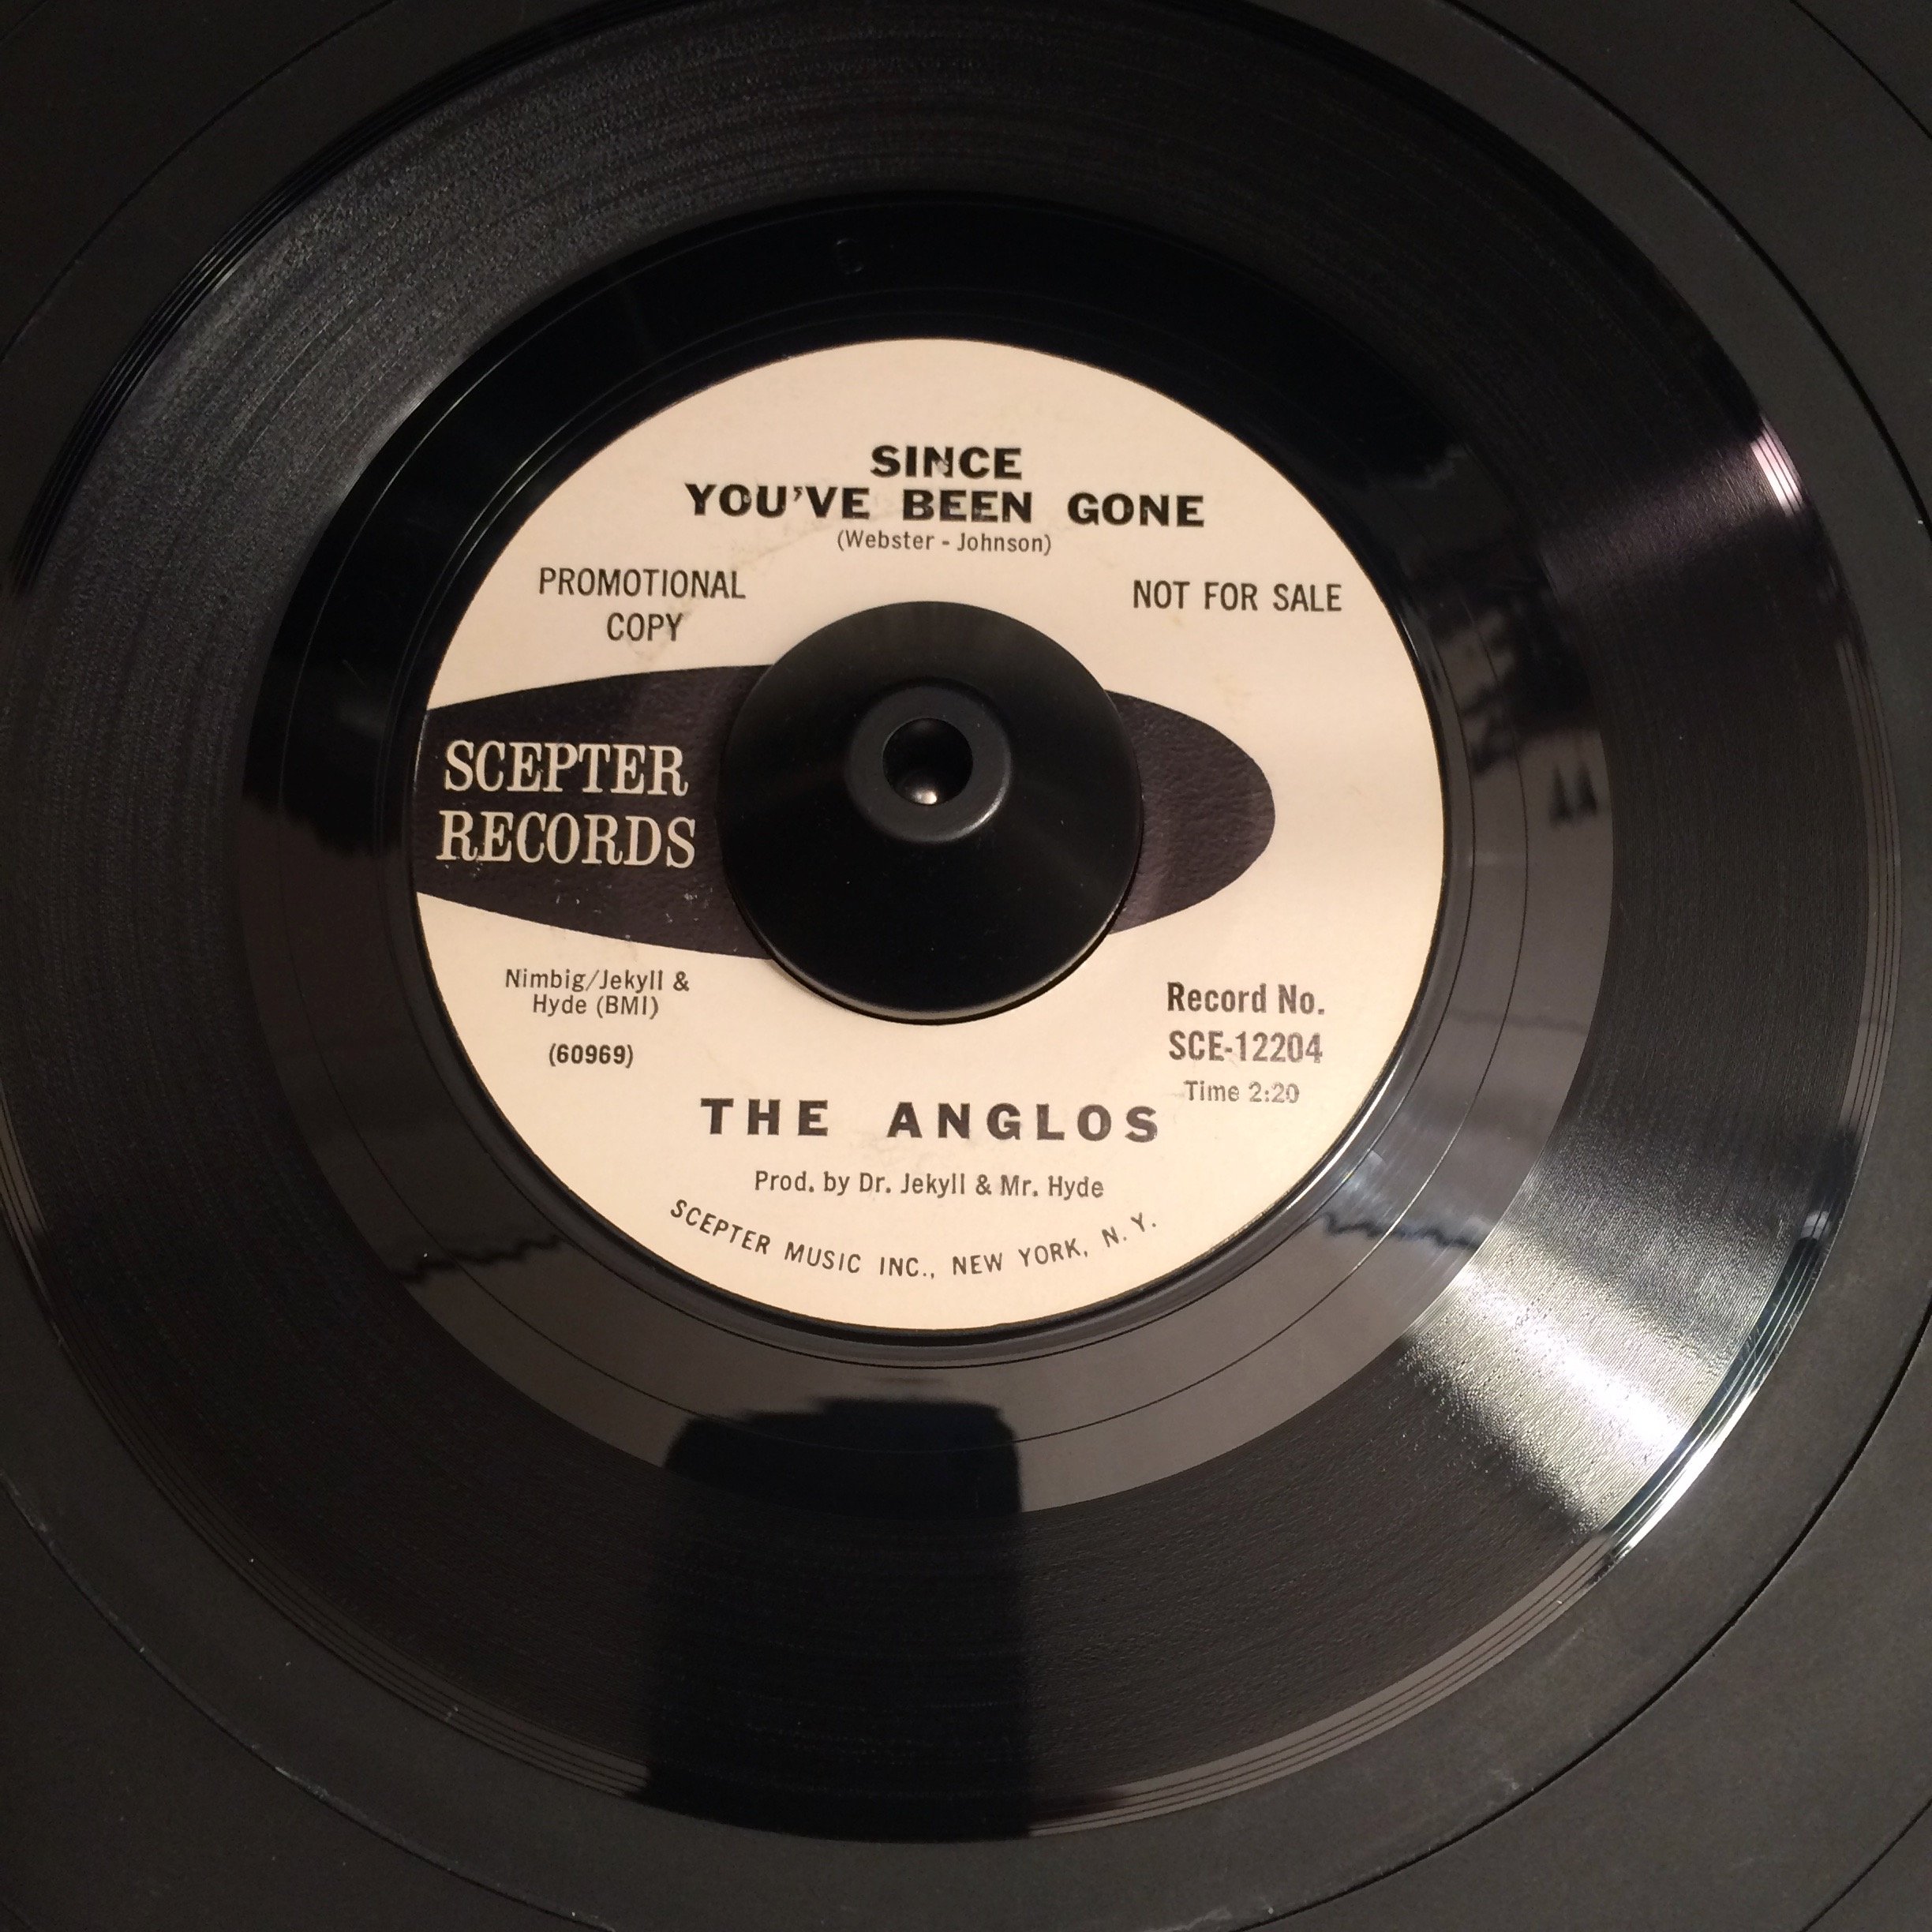 SINCE
YOU'VE BEEN GONE
(Webster - Johnson)
PROMOTIONAL
COPY
NOT FOR SALE
SCEPTER
RECORDS
Nimbig/Jekyll &
Hyde (BMI)
(60969)
Record No.
SCE-12204
Time 2:20
THE ANGLOS
Prod. by Dr. Jekyll & Mr. Hyde
SCEPTER MUSIC INC., NEW YORK, N. Y.